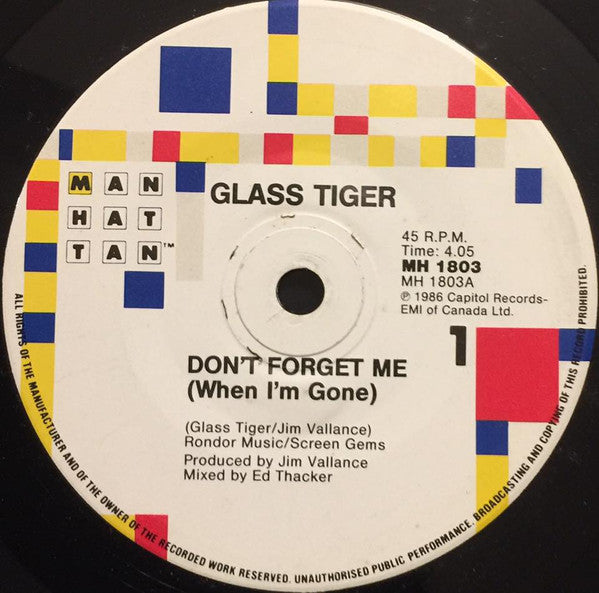 MAN
HAT
TAN™
GLASS TIGER
45 R.P.M.
Time: 4.05
MH 1803
MH 1803A
℗ 1986 Capitol Records-
EMI of Canada Ltd.
1
DON'T FORGET ME
(When I'm Gone)
(Glass Tiger/Jim Vallance)
Rondor Music/Screen Gems
Produced by Jim Vallance
Mixed by Ed Thacker
ALL RIGHTS OF THE MANUFACTURER AND OF THE OWNER OF THE RECORDED WORK RESERVED. UNAUTHORISED PUBLIC PERFORMANCE, BROADCASTING AND COPYING OF THIS RECORD PROHIBITED.